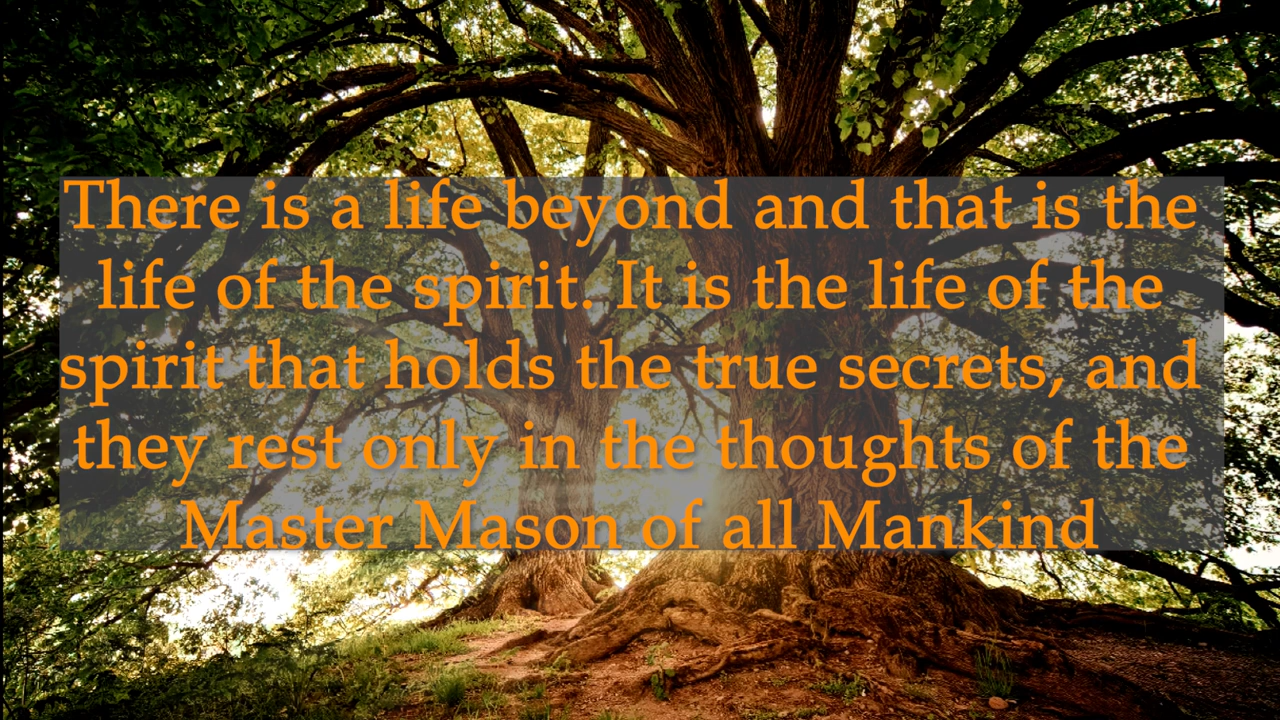 There is a life beyond and that is the
life of the spirit. It is the life of the
spirit that holds the true secrets, and
they rest only in the thoughts of the
Master Mason of all Mankind